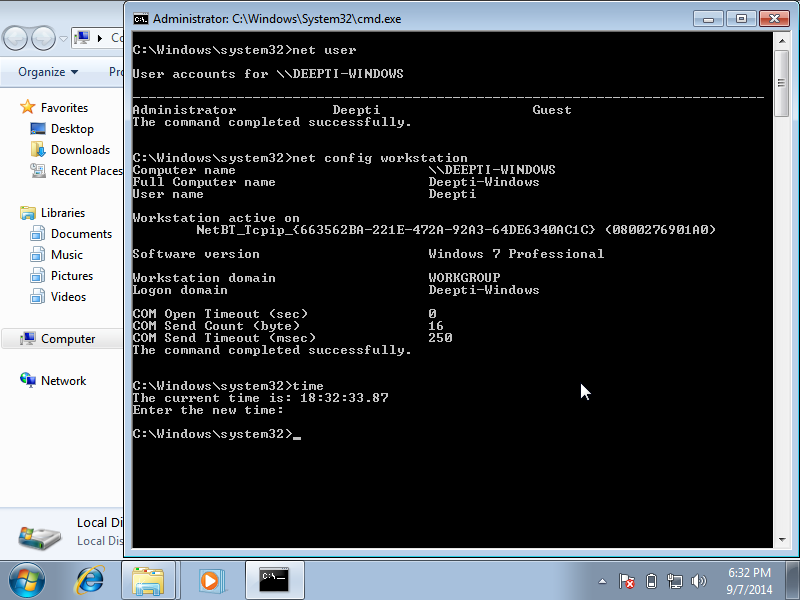 Administrator: C:\Windows\System32\cmd.exe
Organize
Favorites
Desktop
Downloads
Recent Places
Libraries
Documents
Music
Pictures
Videos
Computer
Network
C:\Windows\system32>net user
User accounts for \\DEEPTI-WINDOWS
-------------------------------------------------------------------------------
Administrator Deepti Guest
The command completed successfully.
C:\Windows\system32>net config workstation
Computer name \\DEEPTI-WINDOWS
Full Computer name Deepti-Windows
User name Deepti
Workstation active on
NetBT_Tcpip_{663562BA-221E-472A-92A3-64DE6340AC1C} (0800276901A0)
Software version Windows 7 Professional
Workstation domain WORKGROUP
Logon domain Deepti-Windows
COM Open Timeout (sec) 0
COM Send Count (byte) 16
COM Send Timeout (msec) 250
The command completed successfully.
C:\Windows\system32>time
The current time is: 18:32:33.87
Enter the new time:
C:\Windows\system32>_
Local Di
Local Dis
6:32 PM
9/7/2014